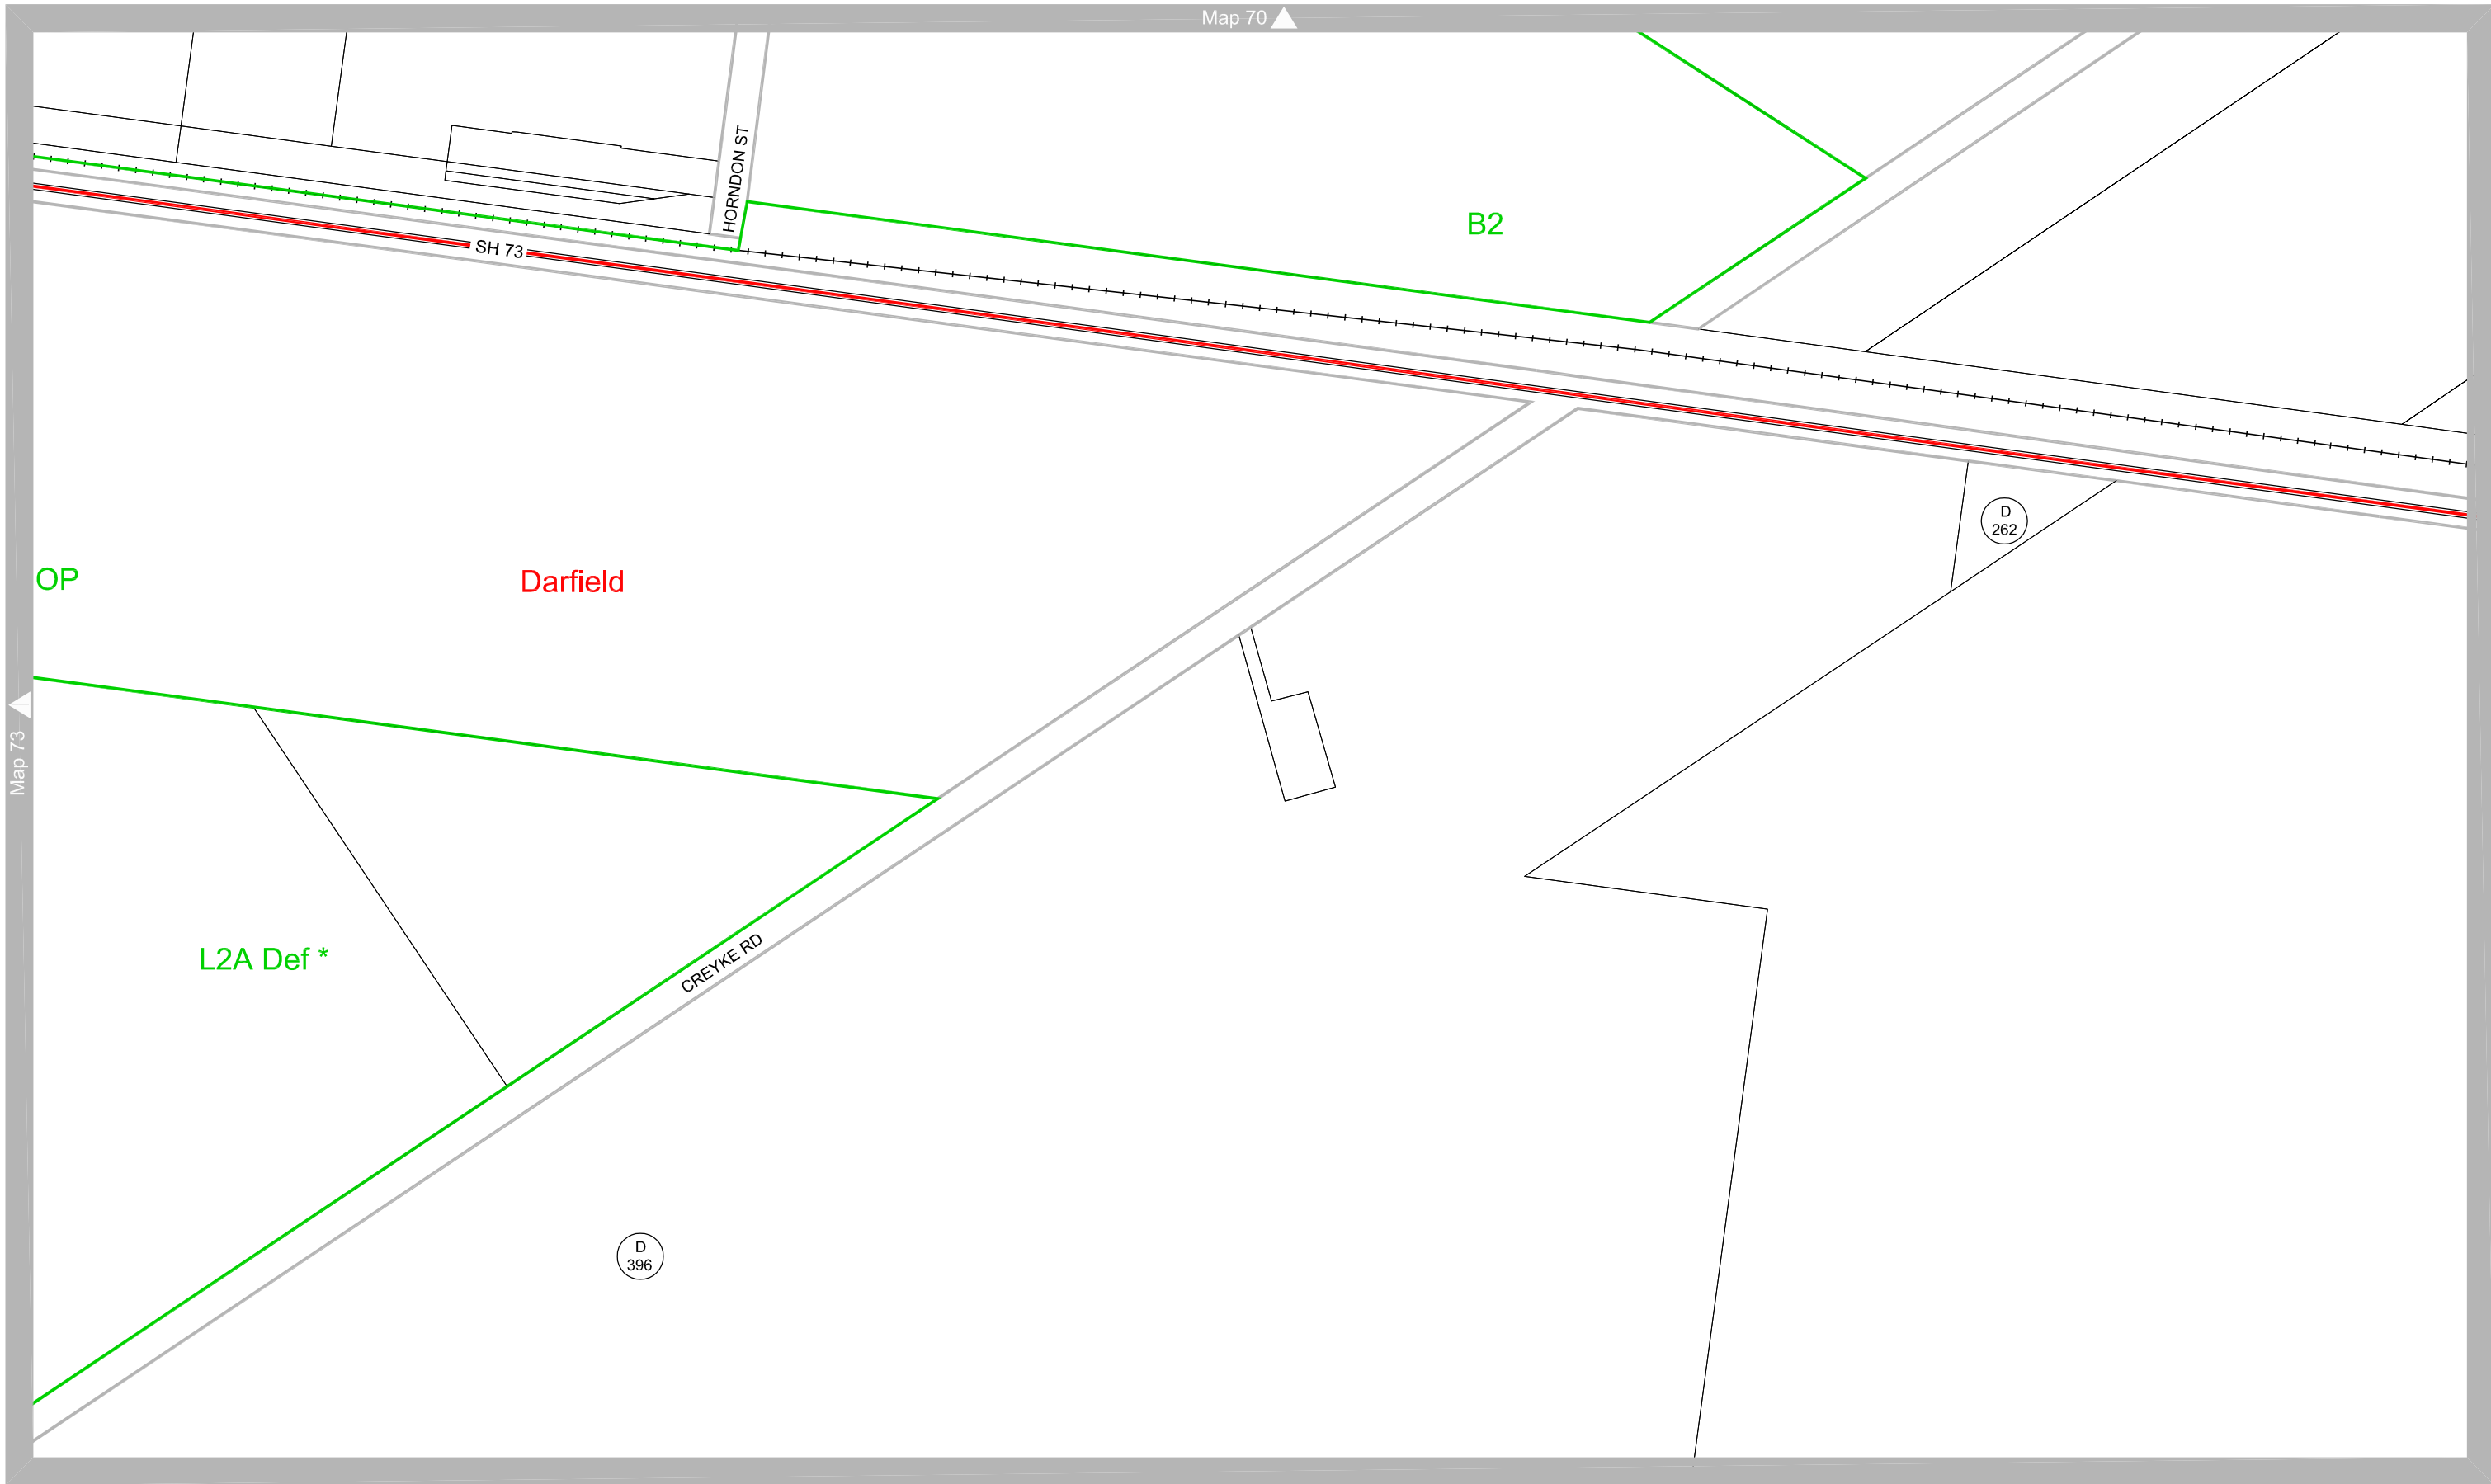 Map 70
HORNDON ST
B2
SH 73
D
262
OP
Darfield
Map 73
L2A Def *
CREYKE RD
D
396